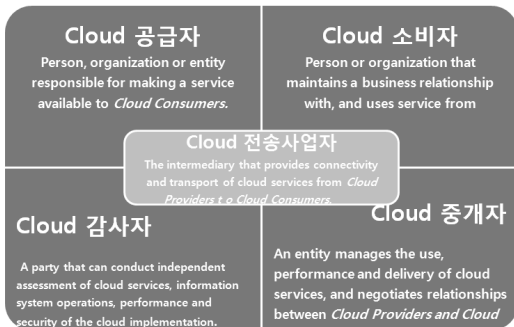 Cloud 공급자
Person, organization or entity
responsible for making a service
available to Cloud Consumers.
Cloud 소비자
Person or organization that
maintains a business relationship
with, and uses service from
Cloud 전송사업자
The intermediary that provides connectivity
and transport of cloud services from Cloud
Providers t o Cloud Consumers.
Cloud 감사자
A party that can conduct independent
assessment of cloud services, information
system operations, performance and
security of the cloud implementation.
Cloud 중개자
An entity manages the use,
performance and delivery of cloud
services, and negotiates relationships
between Cloud Providers and Cloud